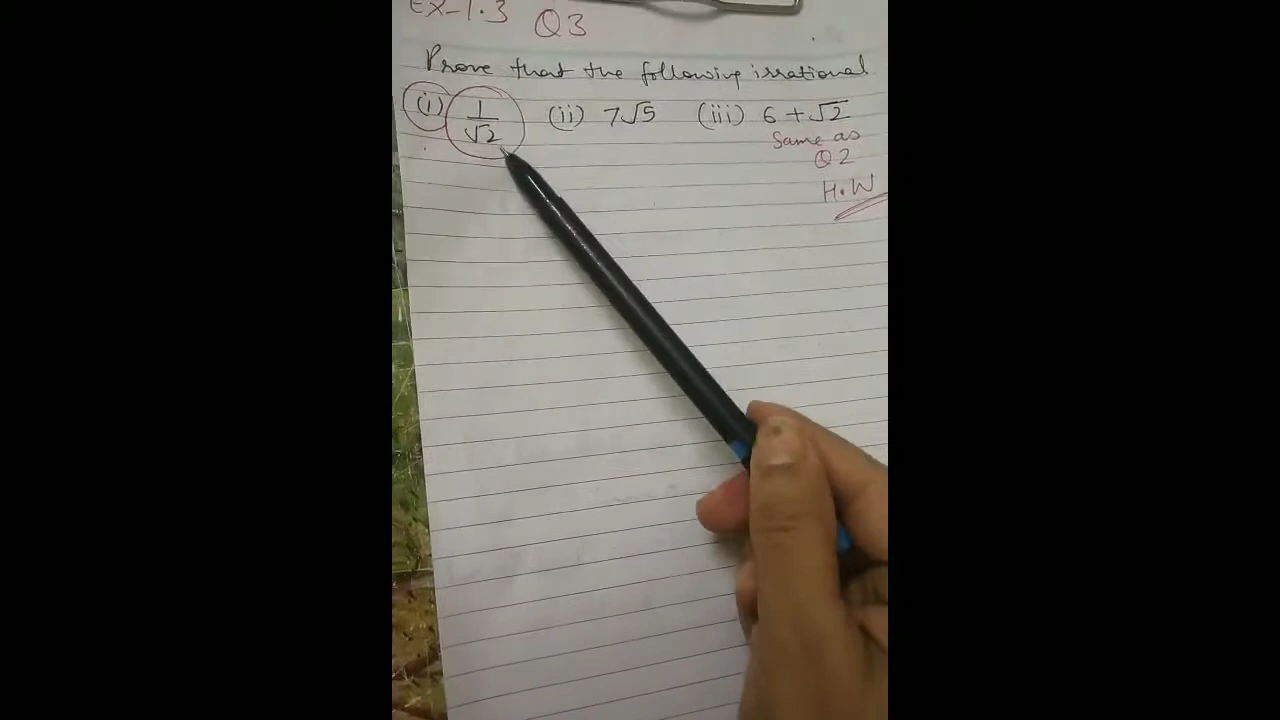 Ex-1.3 Q3
Prove that the following irrational
(i) 1/√2 (ii) 7√5 (iii) 6 + √2
Same as
Q2
H.W